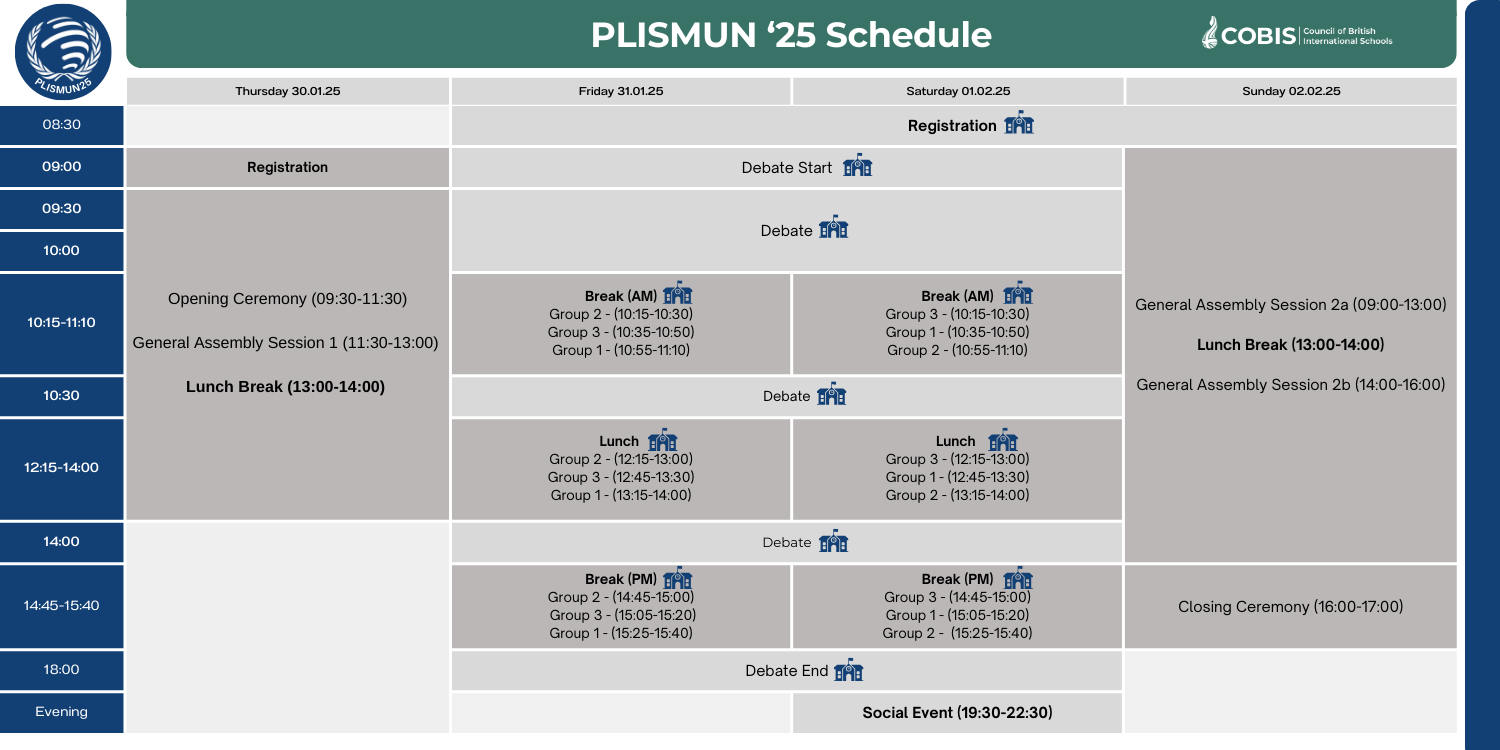 PLISMUN25
PLISMUN ‘25 Schedule
COBIS
Council of British
International Schools
Thursday 30.01.25
Friday 31.01.25
Saturday 01.02.25
Sunday 02.02.25
08:30
Registration
09:00
Registration
Debate Start
09:30
Debate
10:00
Opening Ceremony (09:30-11:30)
General Assembly Session 1 (11:30-13:00)
Lunch Break (13:00-14:00)
10:15-11:10
Break (AM)
Group 2 - (10:15-10:30)
Group 3 - (10:35-10:50)
Group 1 - (10:55-11:10)
Break (AM)
Group 3 - (10:15-10:30)
Group 1 - (10:35-10:50)
Group 2 - (10:55-11:10)
General Assembly Session 2a (09:00-13:00)
Lunch Break (13:00-14:00)
General Assembly Session 2b (14:00-16:00)
10:30
Debate
12:15-14:00
Lunch
Group 2 - (12:15-13:00)
Group 3 - (12:45-13:30)
Group 1 - (13:15-14:00)
Lunch
Group 3 - (12:15-13:00)
Group 1 - (12:45-13:30)
Group 2 - (13:15-14:00)
14:00
Debate
14:45-15:40
Break (PM)
Group 2 - (14:45-15:00)
Group 3 - (15:05-15:20)
Group 1 - (15:25-15:40)
Break (PM)
Group 3 - (14:45-15:00)
Group 1 - (15:05-15:20)
Group 2 - (15:25-15:40)
Closing Ceremony (16:00-17:00)
18:00
Debate End
Evening
Social Event (19:30-22:30)